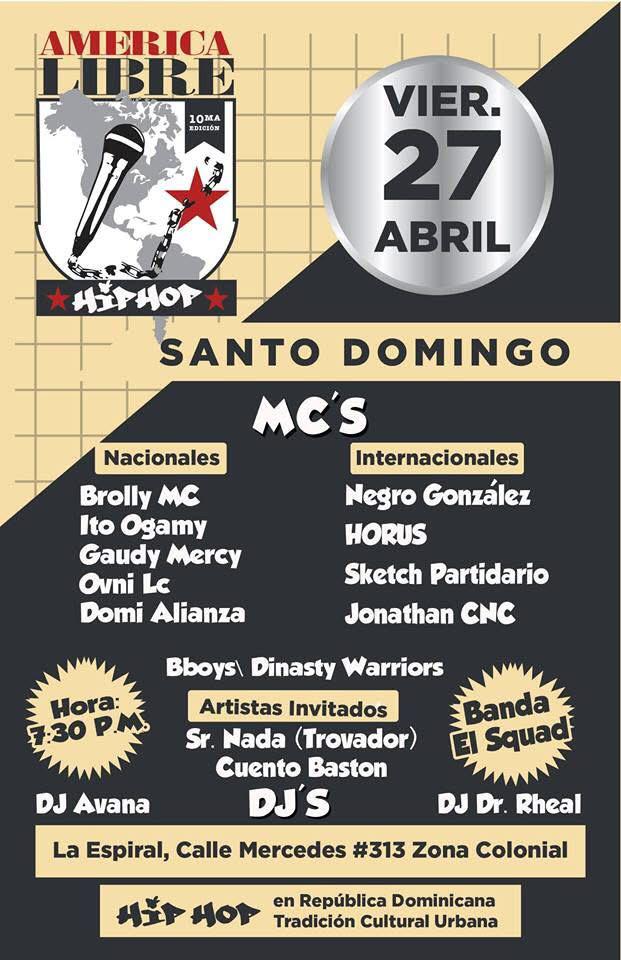 AMERICA
LIBRE
10MA
EDICIÓN
HIP HOP
VIER.
27
ABRIL
SANTO DOMINGO
MC'S
Nacionales
Brolly MC
Ito Ogamy
Gaudy Mercy
Ovni Lc
Domi Alianza
Internacionales
Negro González
HORUS
Sketch Partidario
Jonathan CNC
Bboys\ Dinasty Warriors
Hora:
7:30 P.M.
Artistas Invitados
Sr. Nada (Trovador)
Cuento Baston
Banda
El Squad
DJ Avana
DJ'S
DJ Dr. Rheal
La Espiral, Calle Mercedes #313 Zona Colonial
HIP HOP
en República Dominicana
Tradición Cultural Urbana